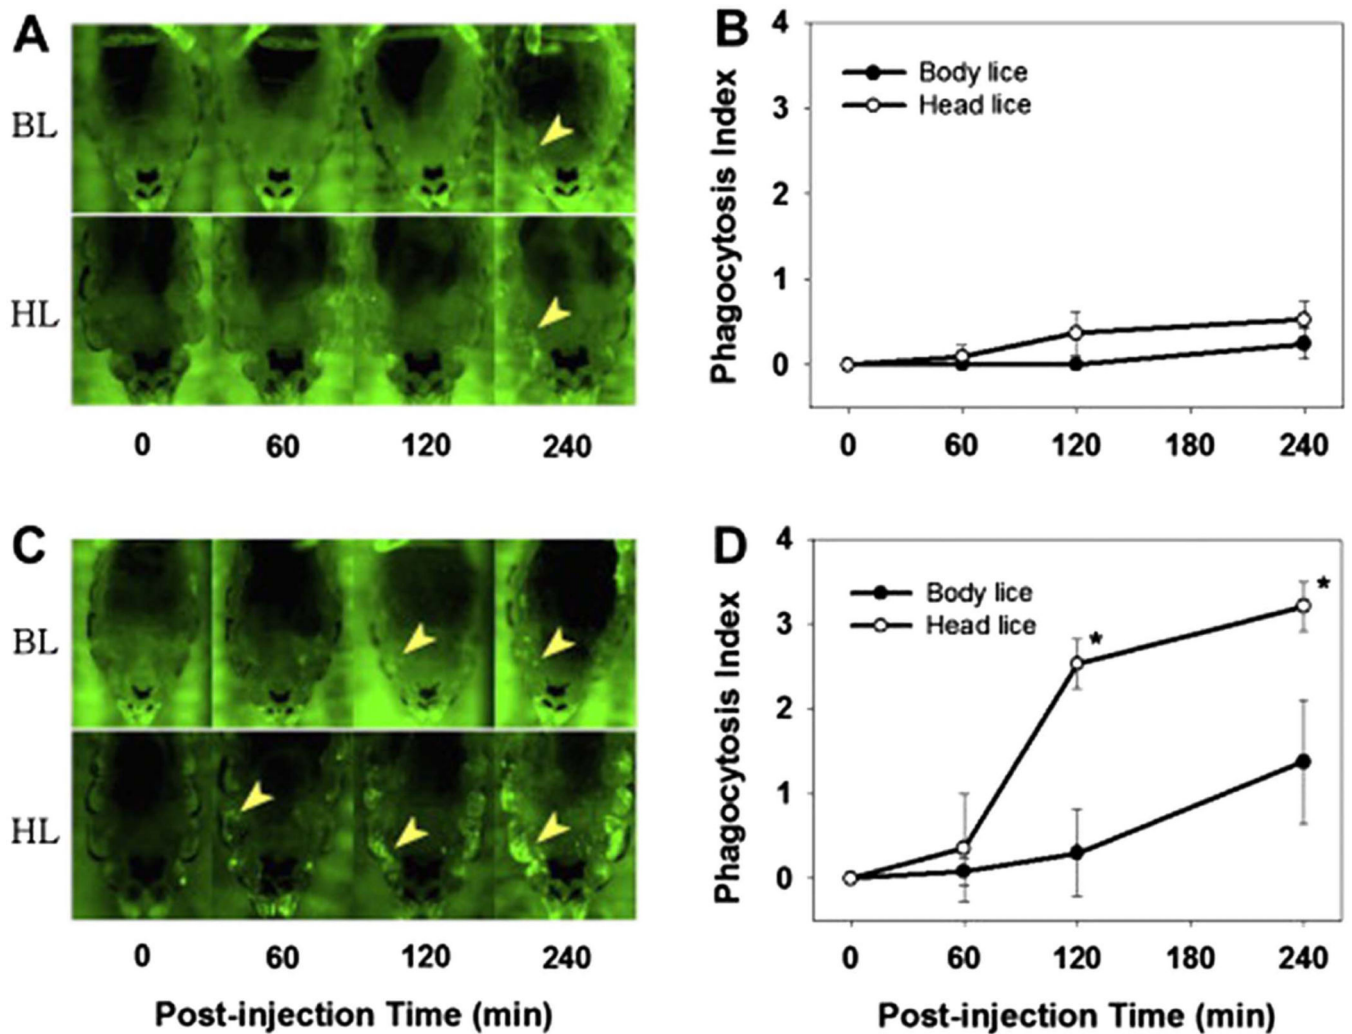 A
BL
HL
0 60 120 240
B
Phagocytosis Index
4
3
2
1
0
Body lice
Head lice
0 60 120 180 240
C
BL
HL
0 60 120 240
Post-injection Time (min)
D
Phagocytosis Index
4
3
2
1
0
Body lice
Head lice
*
*
0 60 120 180 240
Post-injection Time (min)